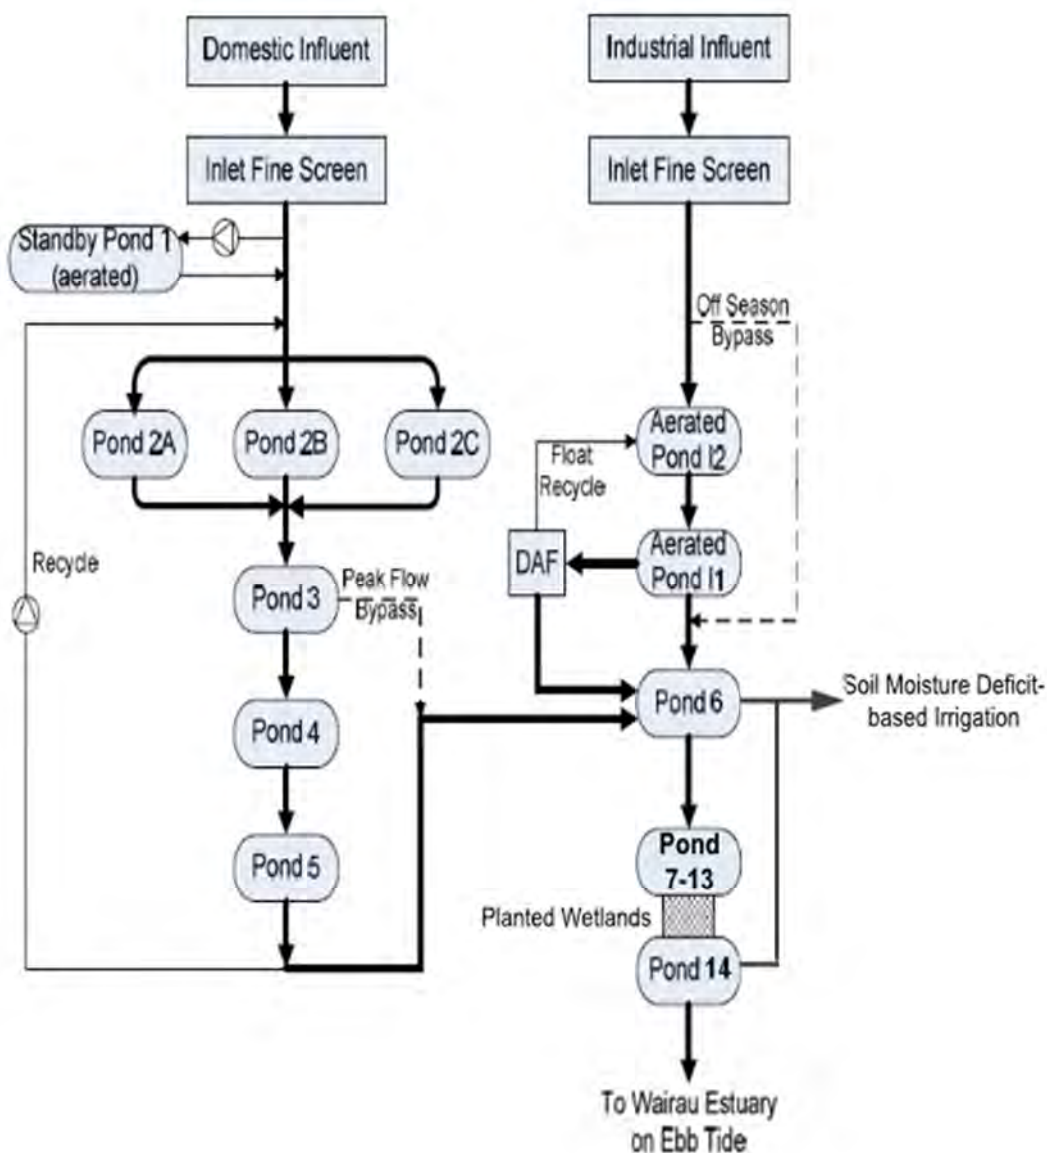 Domestic Influent
Industrial Influent
Inlet Fine Screen
Inlet Fine Screen
Standby Pond 1
(aerated)
Off Season
Bypass
Pond 2A
Pond 2B
Pond 2C
Aerated
Pond I2
Float
Recycle
Recycle
DAF
Aerated
Pond I1
Pond 3
Peak Flow
Bypass
Pond 6
Soil Moisture Deficit-
based Irrigation
Pond 4
Pond 5
Pond
7-13
Planted Wetlands
Pond 14
To Wairau Estuary
on Ebb Tide